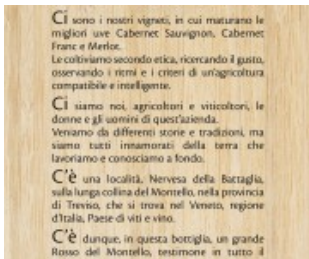 Ci sono i nostri vigneti, in cui maturano le
migliori uve Cabernet Sauvignon, Cabernet
Franc e Merlot.
Le coltiviamo secondo etica, ricercando il gusto,
osservando i ritmi e i criteri di un'agricoltura
compatibile e intelligente.
Ci siamo noi, agricoltori e viticoltori, le
donne e gli uomini di quest'azienda.
Veniamo da differenti storie e tradizioni, ma
siamo tutti innamorati della terra che
lavoriamo e conosciamo a fondo.
C'è una località, Nervesa della Battaglia,
sulla lunga collina del Montello, nella provincia
di Treviso, che si trova nel Veneto, regione
d'Italia, Paese di viti e vino.
C'è dunque, in questa bottiglia, un grande
Rosso del Montello, testimone in tutto il